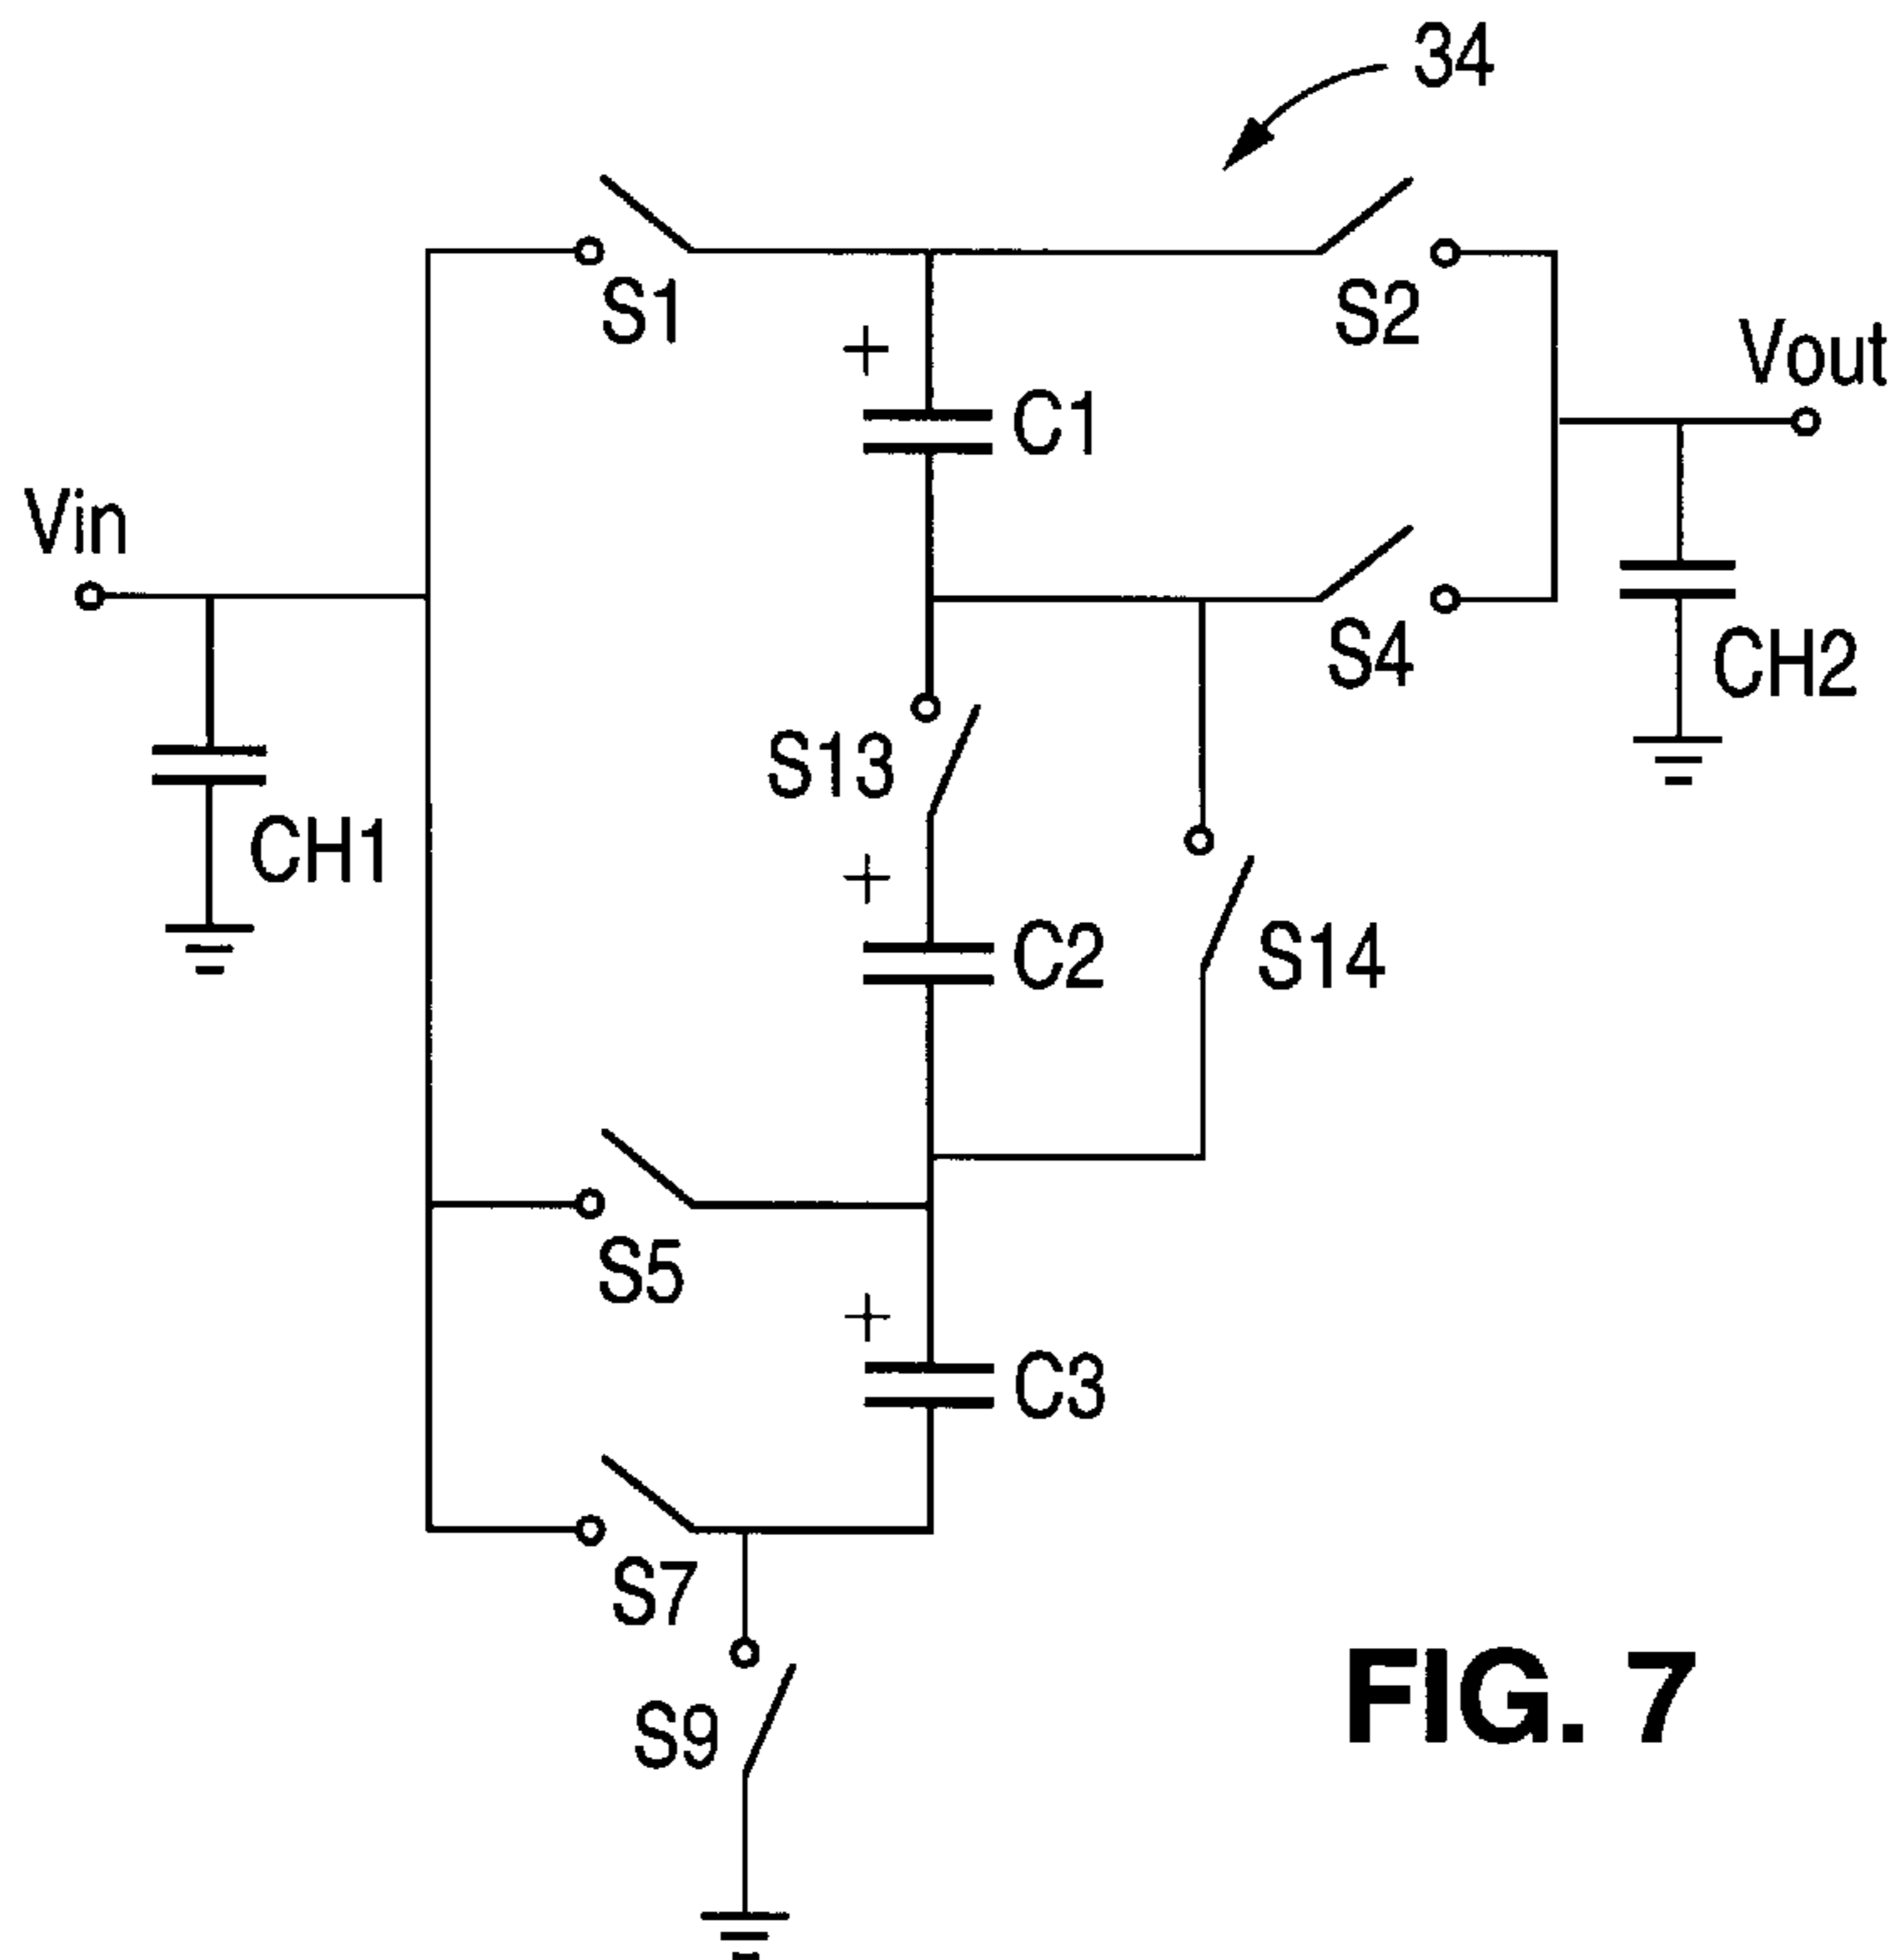 34
S1
S2
+
C1
Vout
Vin
S4
CH2
S13
CH1
+
C2
S14
S5
+
C3
S7
S9
FIG. 7